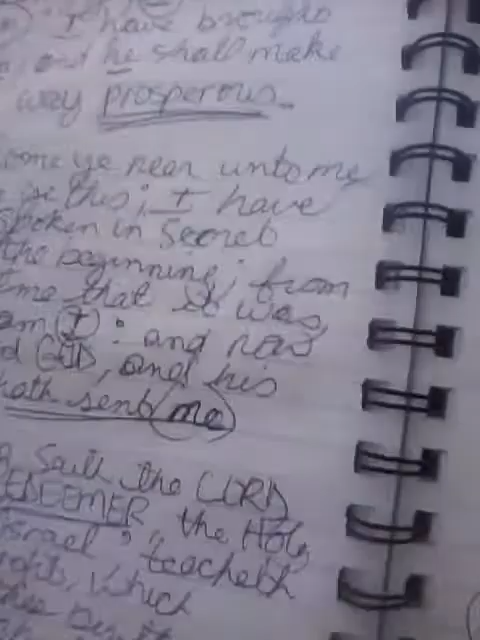 I have brought
and he shall make
way prosperous.
come ye near unto me
this; I have
spoken in Secret
the beginning; from
time that it was,
am I: and now
GOD, and his
hath sent me
Saith the LORD
REDEEMER, the Holy
Israel; teacheth
which